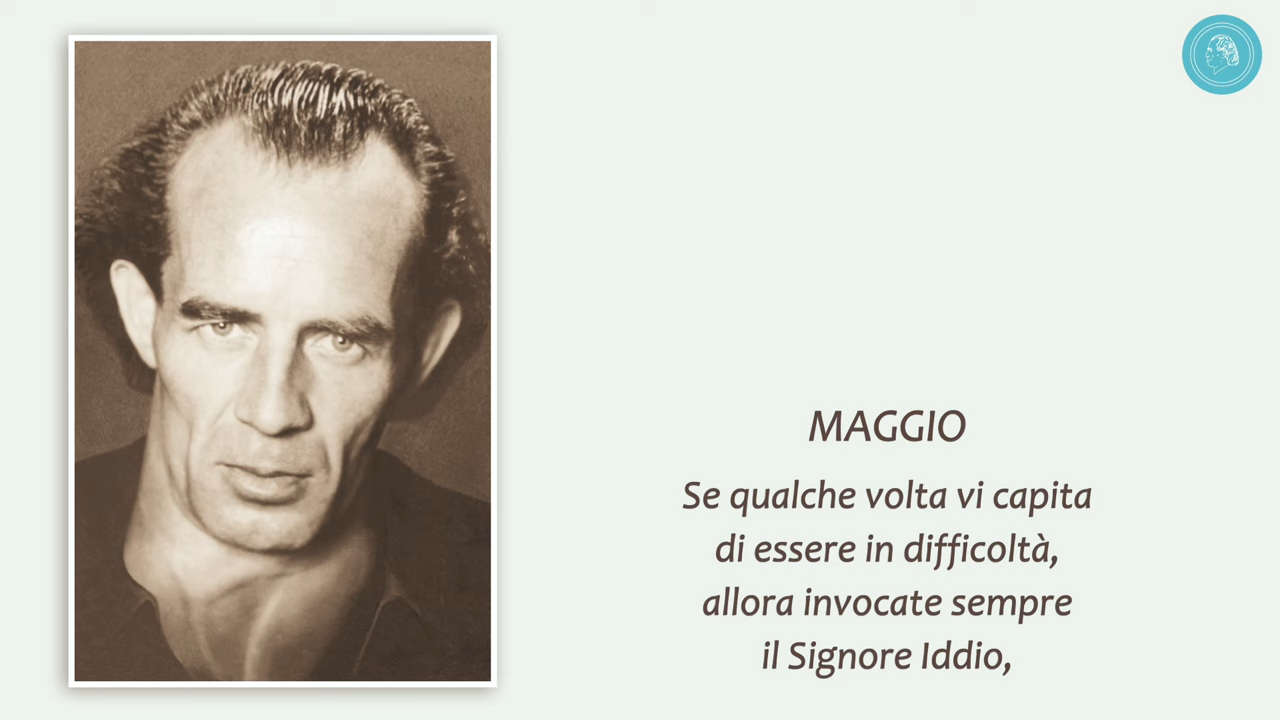 MAGGIO
Se qualche volta vi capita
di essere in difficoltà,
allora invocate sempre
il Signore Iddio,